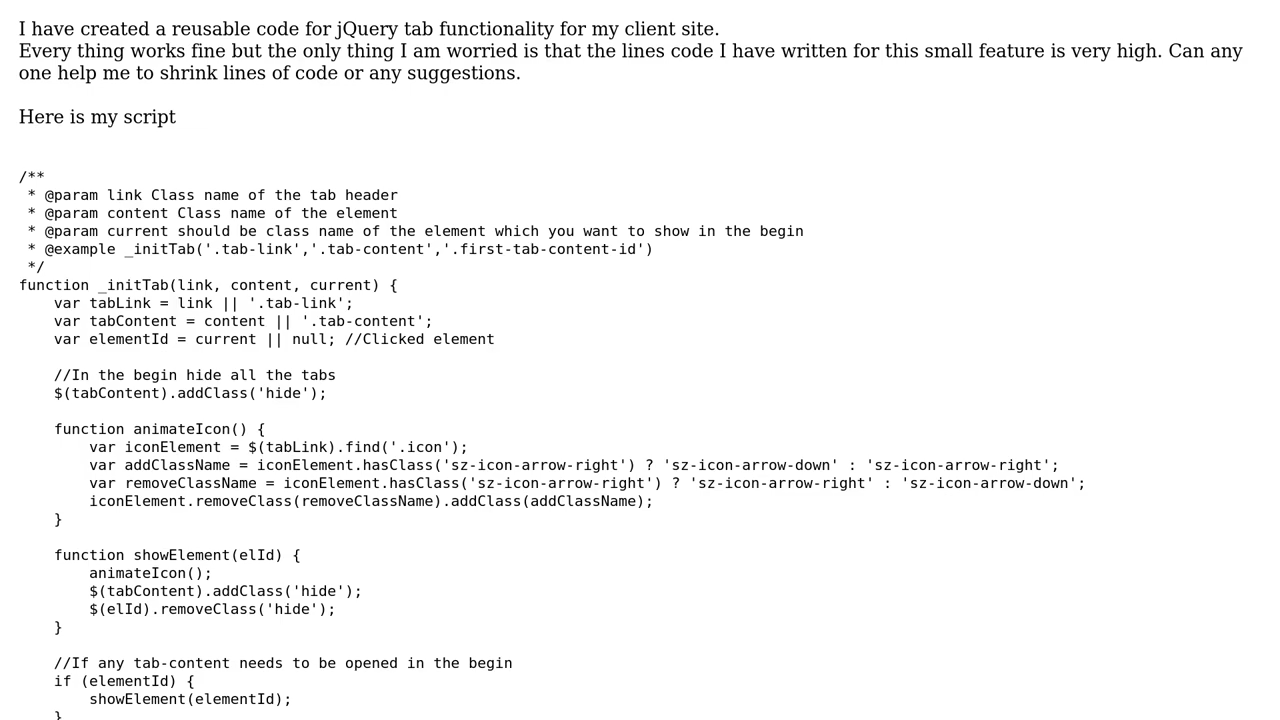 I have created a reusable code for jQuery tab functionality for my client site.
Every thing works fine but the only thing I am worried is that the lines code I have written for this small feature is very high. Can any
one help me to shrink lines of code or any suggestions.
Here is my script
/**
 * @param link Class name of the tab header
 * @param content Class name of the element
 * @param current should be class name of the element which you want to show in the begin
 * @example _initTab('.tab-link','.tab-content','.first-tab-content-id')
 */
function _initTab(link, content, current) {
    var tabLink = link || '.tab-link';
    var tabContent = content || '.tab-content';
    var elementId = current || null; //Clicked element
    //In the begin hide all the tabs
    $(tabContent).addClass('hide');
    function animateIcon() {
        var iconElement = $(tabLink).find('.icon');
        var addClassName = iconElement.hasClass('sz-icon-arrow-right') ? 'sz-icon-arrow-down' : 'sz-icon-arrow-right';
        var removeClassName = iconElement.hasClass('sz-icon-arrow-right') ? 'sz-icon-arrow-right' : 'sz-icon-arrow-down';
        iconElement.removeClass(removeClassName).addClass(addClassName);
    }
    function showElement(elId) {
        animateIcon();
        $(tabContent).addClass('hide');
        $(elId).removeClass('hide');
    }
    //If any tab-content needs to be opened in the begin
    if (elementId) {
        showElement(elementId);
    }